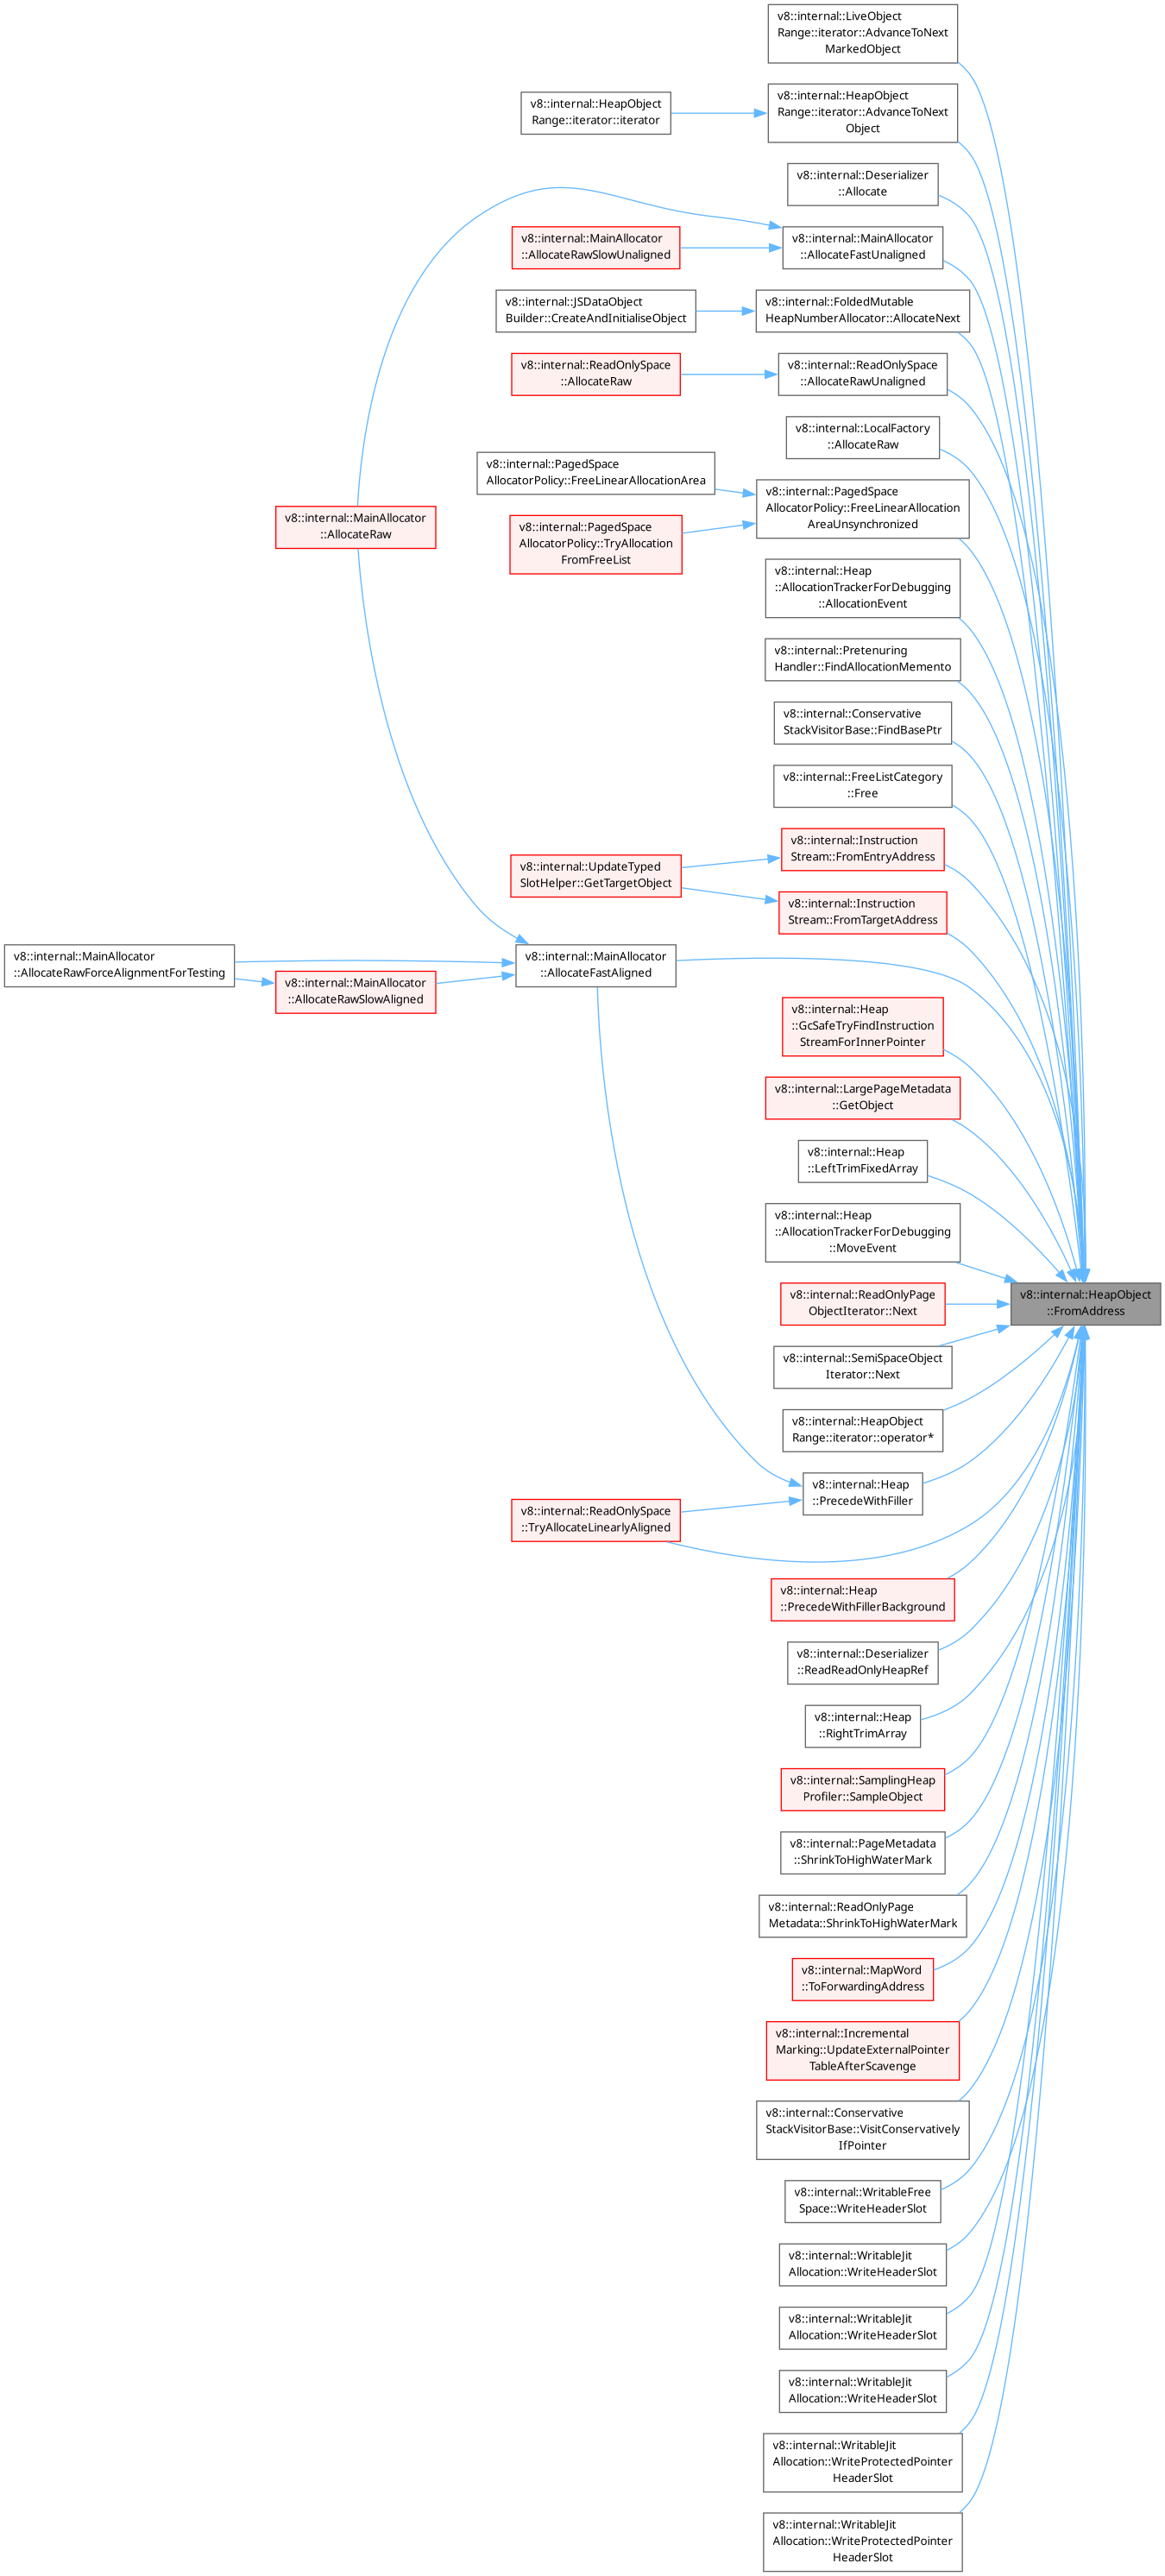 v8::internal::LiveObject
Range::iterator::AdvanceToNext
MarkedObject
v8::internal::HeapObject
Range::iterator::AdvanceToNext
Object
v8::internal::HeapObject
Range::iterator::iterator
v8::internal::Deserializer
::Allocate
v8::internal::MainAllocator
::AllocateFastUnaligned
v8::internal::MainAllocator
::AllocateRawSlowUnaligned
v8::internal::FoldedMutable
HeapNumberAllocator::AllocateNext
v8::internal::JSDataObject
Builder::CreateAndInitialiseObject
v8::internal::ReadOnlySpace
::AllocateRawUnaligned
v8::internal::ReadOnlySpace
::AllocateRaw
v8::internal::LocalFactory
::AllocateRaw
v8::internal::PagedSpace
AllocatorPolicy::FreeLinearAllocationArea
v8::internal::PagedSpace
AllocatorPolicy::FreeLinearAllocation
AreaUnsynchronized
v8::internal::MainAllocator
::AllocateRaw
v8::internal::PagedSpace
AllocatorPolicy::TryAllocation
FromFreeList
v8::internal::Heap
::AllocationTrackerForDebugging
::AllocationEvent
v8::internal::Pretenuring
Handler::FindAllocationMemento
v8::internal::Conservative
StackVisitorBase::FindBasePtr
v8::internal::FreeListCategory
::Free
v8::internal::Instruction
Stream::FromEntryAddress
v8::internal::UpdateTyped
SlotHelper::GetTargetObject
v8::internal::Instruction
Stream::FromTargetAddress
v8::internal::MainAllocator
::AllocateRawForceAlignmentForTesting
v8::internal::MainAllocator
::AllocateRawSlowAligned
v8::internal::MainAllocator
::AllocateFastAligned
v8::internal::Heap
::GcSafeTryFindInstruction
StreamForInnerPointer
v8::internal::LargePageMetadata
::GetObject
v8::internal::Heap
::LeftTrimFixedArray
v8::internal::Heap
::AllocationTrackerForDebugging
::MoveEvent
v8::internal::HeapObject
::FromAddress
v8::internal::ReadOnlyPage
ObjectIterator::Next
v8::internal::SemiSpaceObject
Iterator::Next
v8::internal::HeapObject
Range::iterator::operator*
v8::internal::Heap
::PrecedeWithFiller
v8::internal::ReadOnlySpace
::TryAllocateLinearlyAligned
v8::internal::Heap
::PrecedeWithFillerBackground
v8::internal::Deserializer
::ReadReadOnlyHeapRef
v8::internal::Heap
::RightTrimArray
v8::internal::SamplingHeap
Profiler::SampleObject
v8::internal::PageMetadata
::ShrinkToHighWaterMark
v8::internal::ReadOnlyPage
Metadata::ShrinkToHighWaterMark
v8::internal::MapWord
::ToForwardingAddress
v8::internal::Incremental
Marking::UpdateExternalPointer
TableAfterScavenge
v8::internal::Conservative
StackVisitorBase::VisitConservatively
IfPointer
v8::internal::WritableFree
Space::WriteHeaderSlot
v8::internal::WritableJit
Allocation::WriteHeaderSlot
v8::internal::WritableJit
Allocation::WriteHeaderSlot
v8::internal::WritableJit
Allocation::WriteHeaderSlot
v8::internal::WritableJit
Allocation::WriteProtectedPointer
HeaderSlot
v8::internal::WritableJit
Allocation::WriteProtectedPointer
HeaderSlot